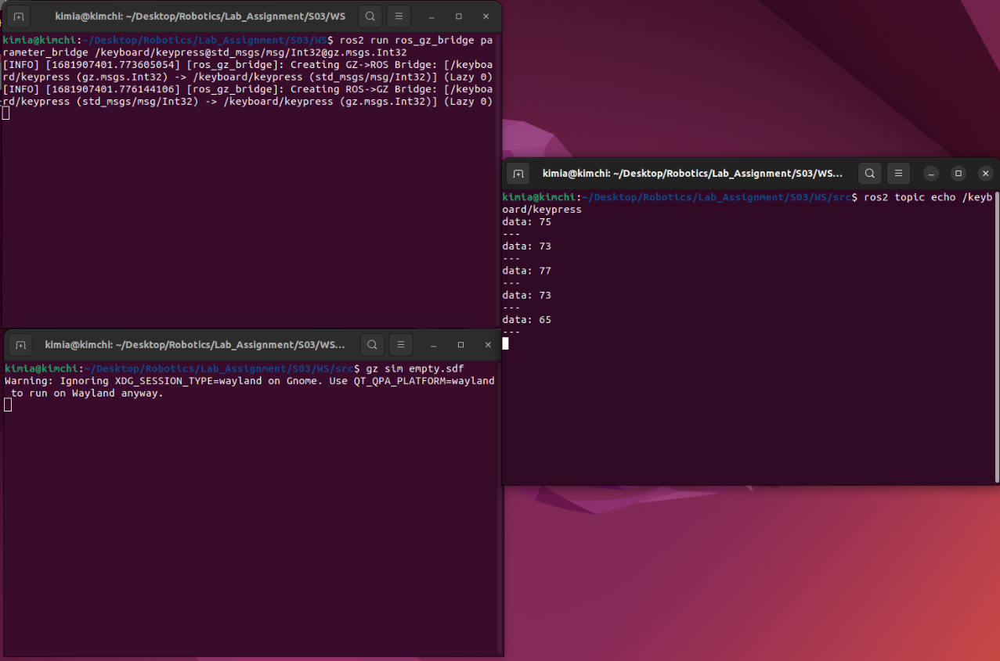 kimia@kimchi: ~/Desktop/Robotics/Lab_Assignment/S03/WS
kimia@kimchi:~/Desktop/Robotics/Lab_Assignment/S03/WS$ ros2 run ros_gz_bridge pa
rameter_bridge /keyboard/keypress@std_msgs/msg/Int32@gz.msgs.Int32
[INFO] [1681907401.773605054] [ros_gz_bridge]: Creating GZ->ROS Bridge: [/keyboa
rd/keypress (gz.msgs.Int32) -> /keyboard/keypress (std_msgs/msg/Int32)] (Lazy 0)
[INFO] [1681907401.776144106] [ros_gz_bridge]: Creating ROS->GZ Bridge: [/keyboa
rd/keypress (std_msgs/msg/Int32) -> /keyboard/keypress (gz.msgs.Int32)] (Lazy 0)
kimia@kimchi: ~/Desktop/Robotics/Lab_Assignment/S03/WS...
kimia@kimchi:~/Desktop/Robotics/Lab_Assignment/S03/WS/src$ ros2 topic echo /keyb
oard/keypress
data: 75
---
data: 73
---
data: 77
---
data: 73
---
data: 65
---
kimia@kimchi: ~/Desktop/Robotics/Lab_Assignment/S03/WS...
kimia@kimchi:~/Desktop/Robotics/Lab_Assignment/S03/WS/src$ gz sim empty.sdf
Warning: Ignoring XDG_SESSION_TYPE=wayland on Gnome. Use QT_QPA_PLATFORM=wayland
 to run on Wayland anyway.